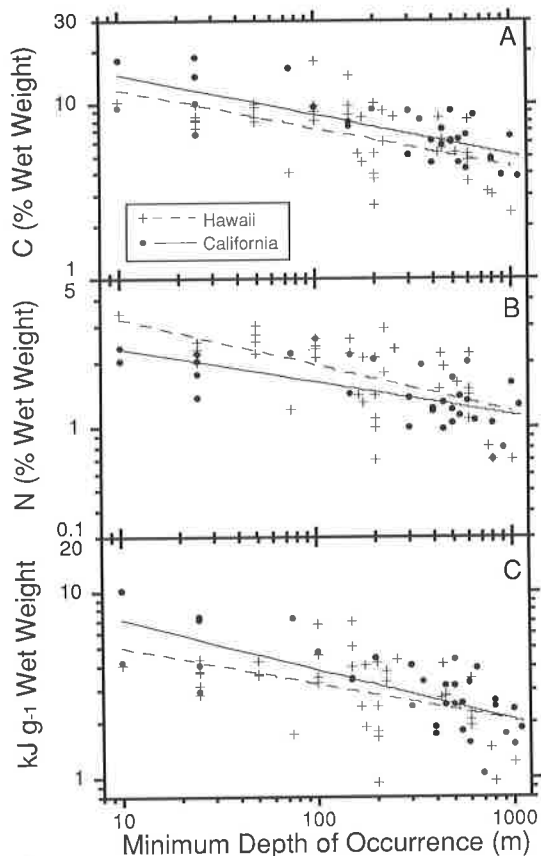 30
A
10
C (% Wet Weight)
+ Hawaii
California
1
5
B
1
N (% Wet Weight)
0.1
20
C
10
kJ g-1 Wet Weight
1
10
100
1000
Minimum Depth of Occurrence (m)